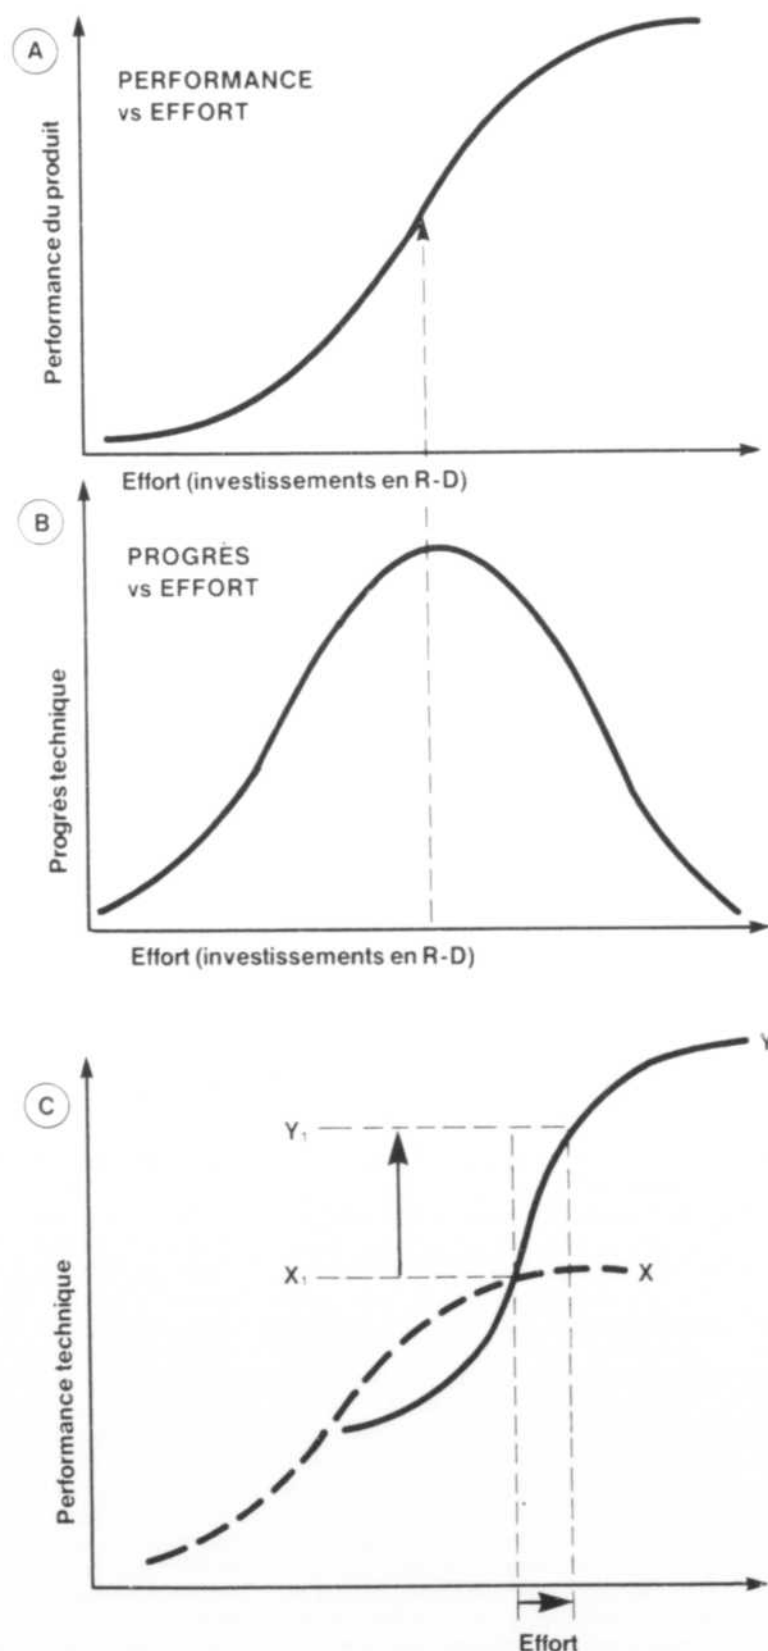 A
PERFORMANCE
vs EFFORT
Performance du produit
Effort (investissements en R-D)
B
PROGRÈS
vs EFFORT
Progrès technique
Effort (investissements en R-D)
C
Y
Y₁
X₁
X
Performance technique
Effort